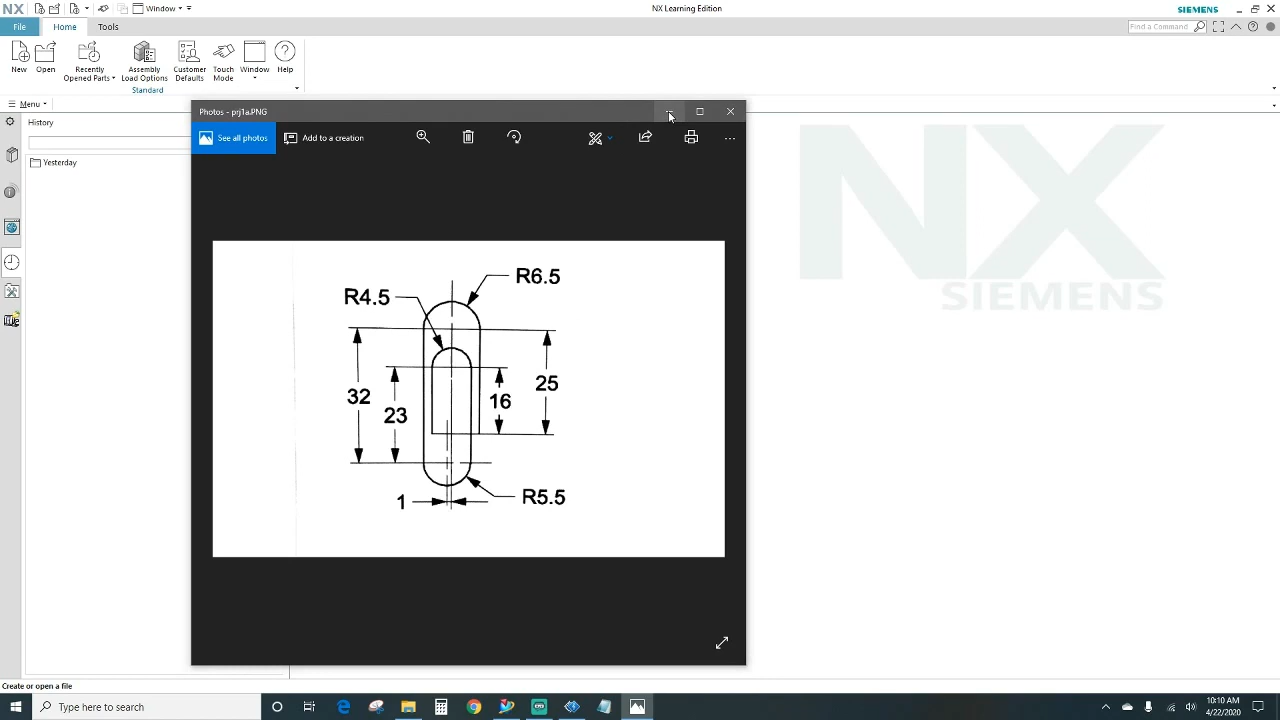 NX Window NX Learning Edition SIEMENS
File Home Tools Find a Command
New Open Recently Opened Parts Assembly Load Options Customer Defaults Touch Mode Window Help
Standard
Menu
History
Yesterday
Photos - prj1a.PNG
See all photos Add to a creation
R6.5
R4.5
32 23 16 25
1 R5.5
NX
SIEMENS
Create or open a file
Type here to search
10:10 AM
4/22/2020